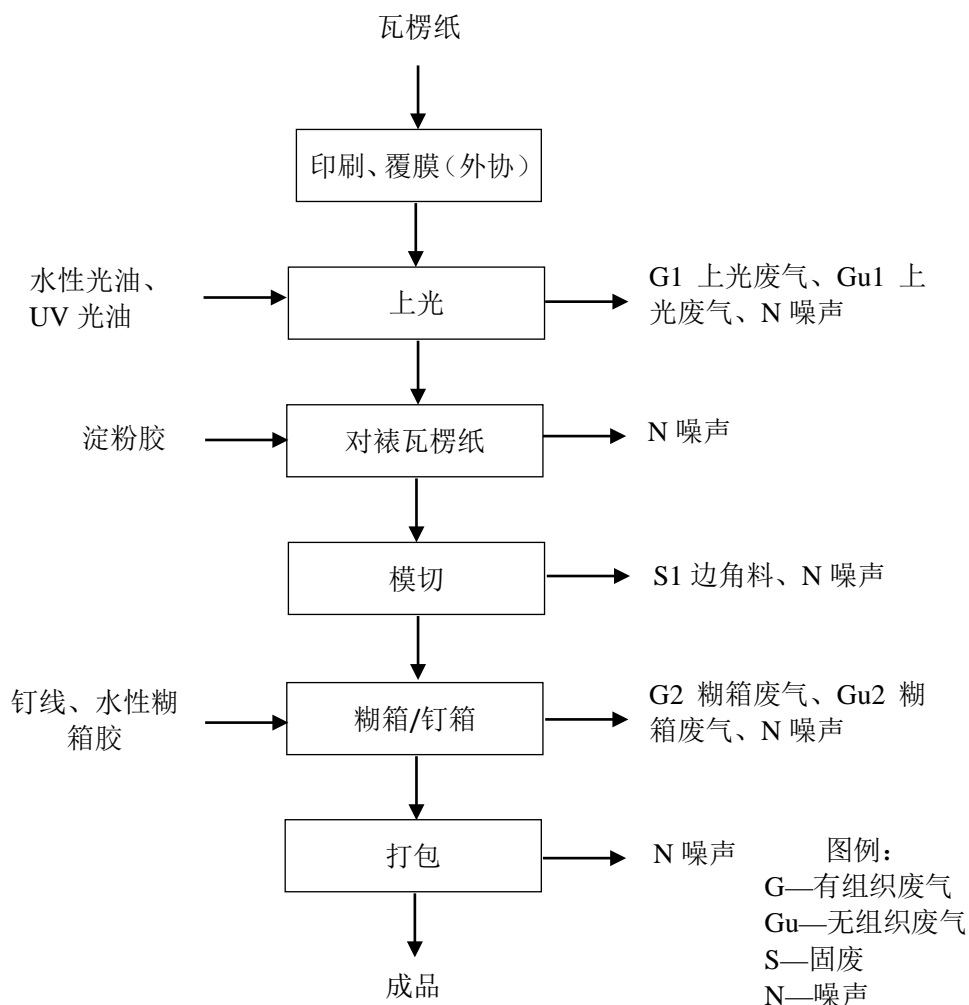 瓦楞纸
印刷、覆膜（外协）
水性光油、
UV 光油
上光
G1 上光废气、Gu1 上
光废气、N 噪声
淀粉胶
对裱瓦楞纸
N 噪声
模切
S1 边角料、N 噪声
钉线、水性糊
箱胶
糊箱/钉箱
G2 糊箱废气、Gu2 糊
箱废气、N 噪声
打包
N 噪声
图例：
G—有组织废气
Gu—无组织废气
S—固废
N—噪声
成品